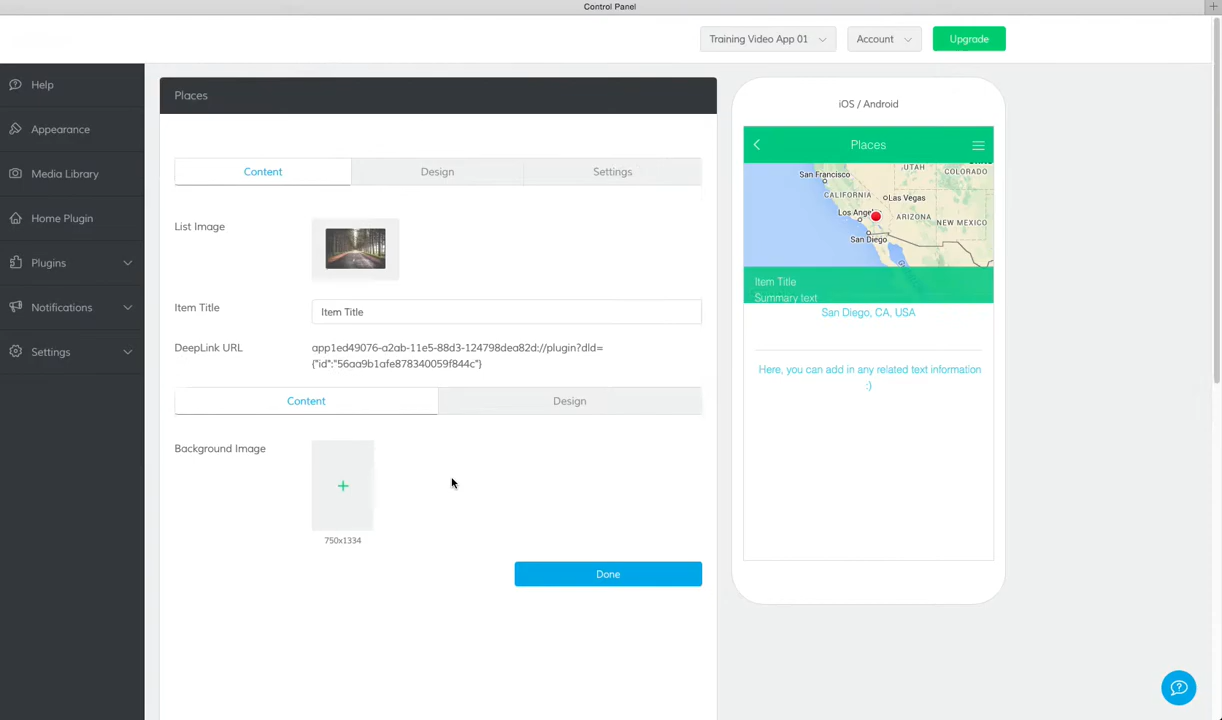 Control Panel
Training Video App 01
Account
Upgrade
Help
Appearance
Media Library
Home Plugin
Plugins
Notifications
Settings
Places
Content
Design
Settings
List Image
Item Title
Item Title
DeepLink URL
app1ed49076-a2ab-11e5-88d3-124798dea82d://plugin?dld=
{"id":"56aa9b1afe878340059f844c"}
Content
Design
Background Image
+
750x1334
Done
iOS / Android
Places
UTAH
COLORADO
San Francisco
CALIFORNIA
Las Vegas
Los Angel
ARIZONA
NEW MEXICO
San Diego
Item Title
Summary text
San Diego, CA, USA
Here, you can add in any related text information
:)